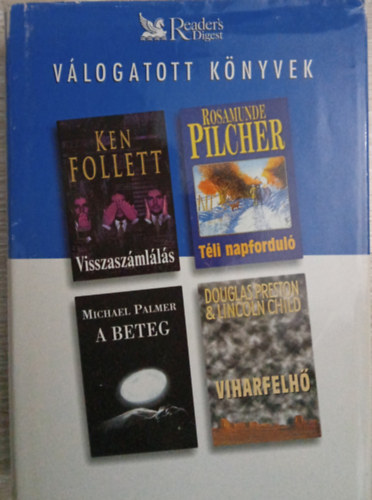 Reader's
Digest
VÁLOGATOTT KÖNYVEK
KEN
FOLLETT
Visszaszámlálás
ROSAMUNDE
PILCHER
Téli napforduló
MICHAEL PALMER
A BETEG
DOUGLAS PRESTON
& LINCOLN CHILD
VIHARFELHŐ